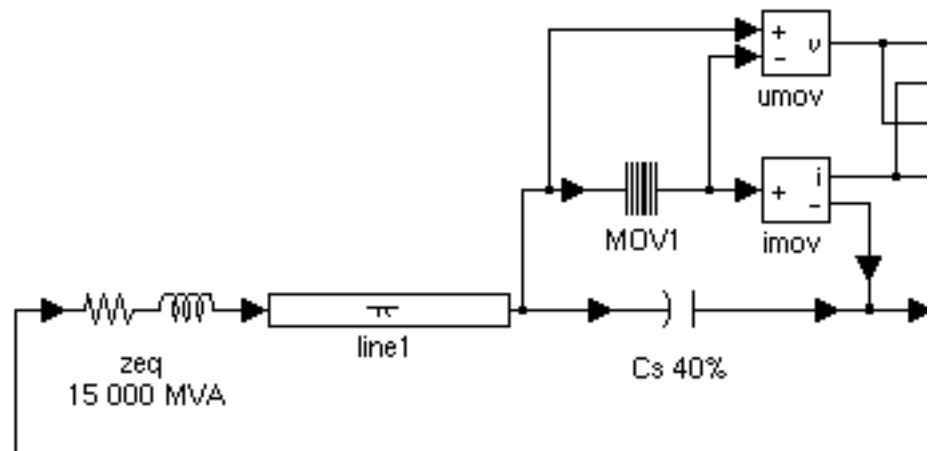 +
v
-
umov
+
i
-
MOV1
imov
line1
zeq
15 000 MVA
Cs 40%